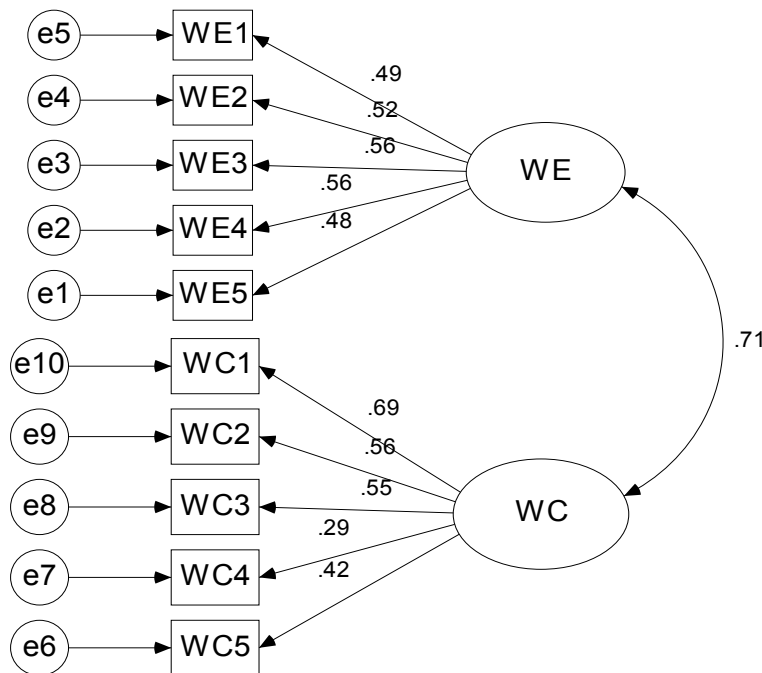 e5 WE1
.49
e4 WE2 .52
.56
e3 WE3 WE
.56
e2 WE4 .48
e1 WE5
.71
e10 WC1
.69
e9 WC2 .56
.55
e8 WC3 WC
.29
e7 WC4 .42
e6 WC5